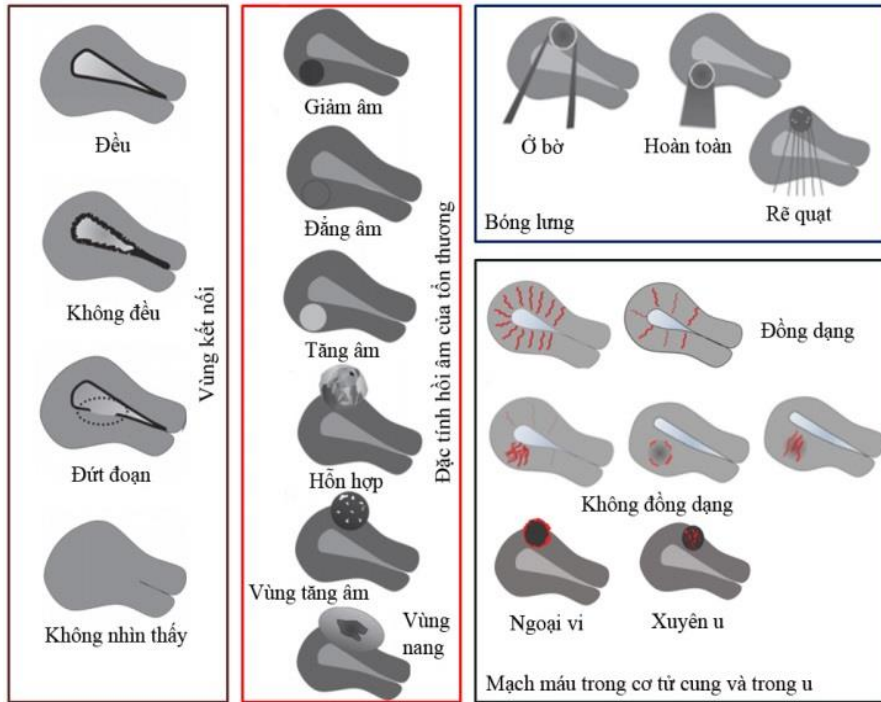 Đều
Không đều
Đứt đoạn
Không nhìn thấy
Vùng kết nối
Giảm âm
Đẳng âm
Tăng âm
Hỗn hợp
Vùng tăng âm
Vùng
nang
Đặc tính hồi âm của tổn thương
Ở bờ
Hoàn toàn
Rẽ quạt
Bóng lưng
Đồng dạng
Không đồng dạng
Ngoại vi
Xuyên u
Mạch máu trong cơ tử cung và trong u